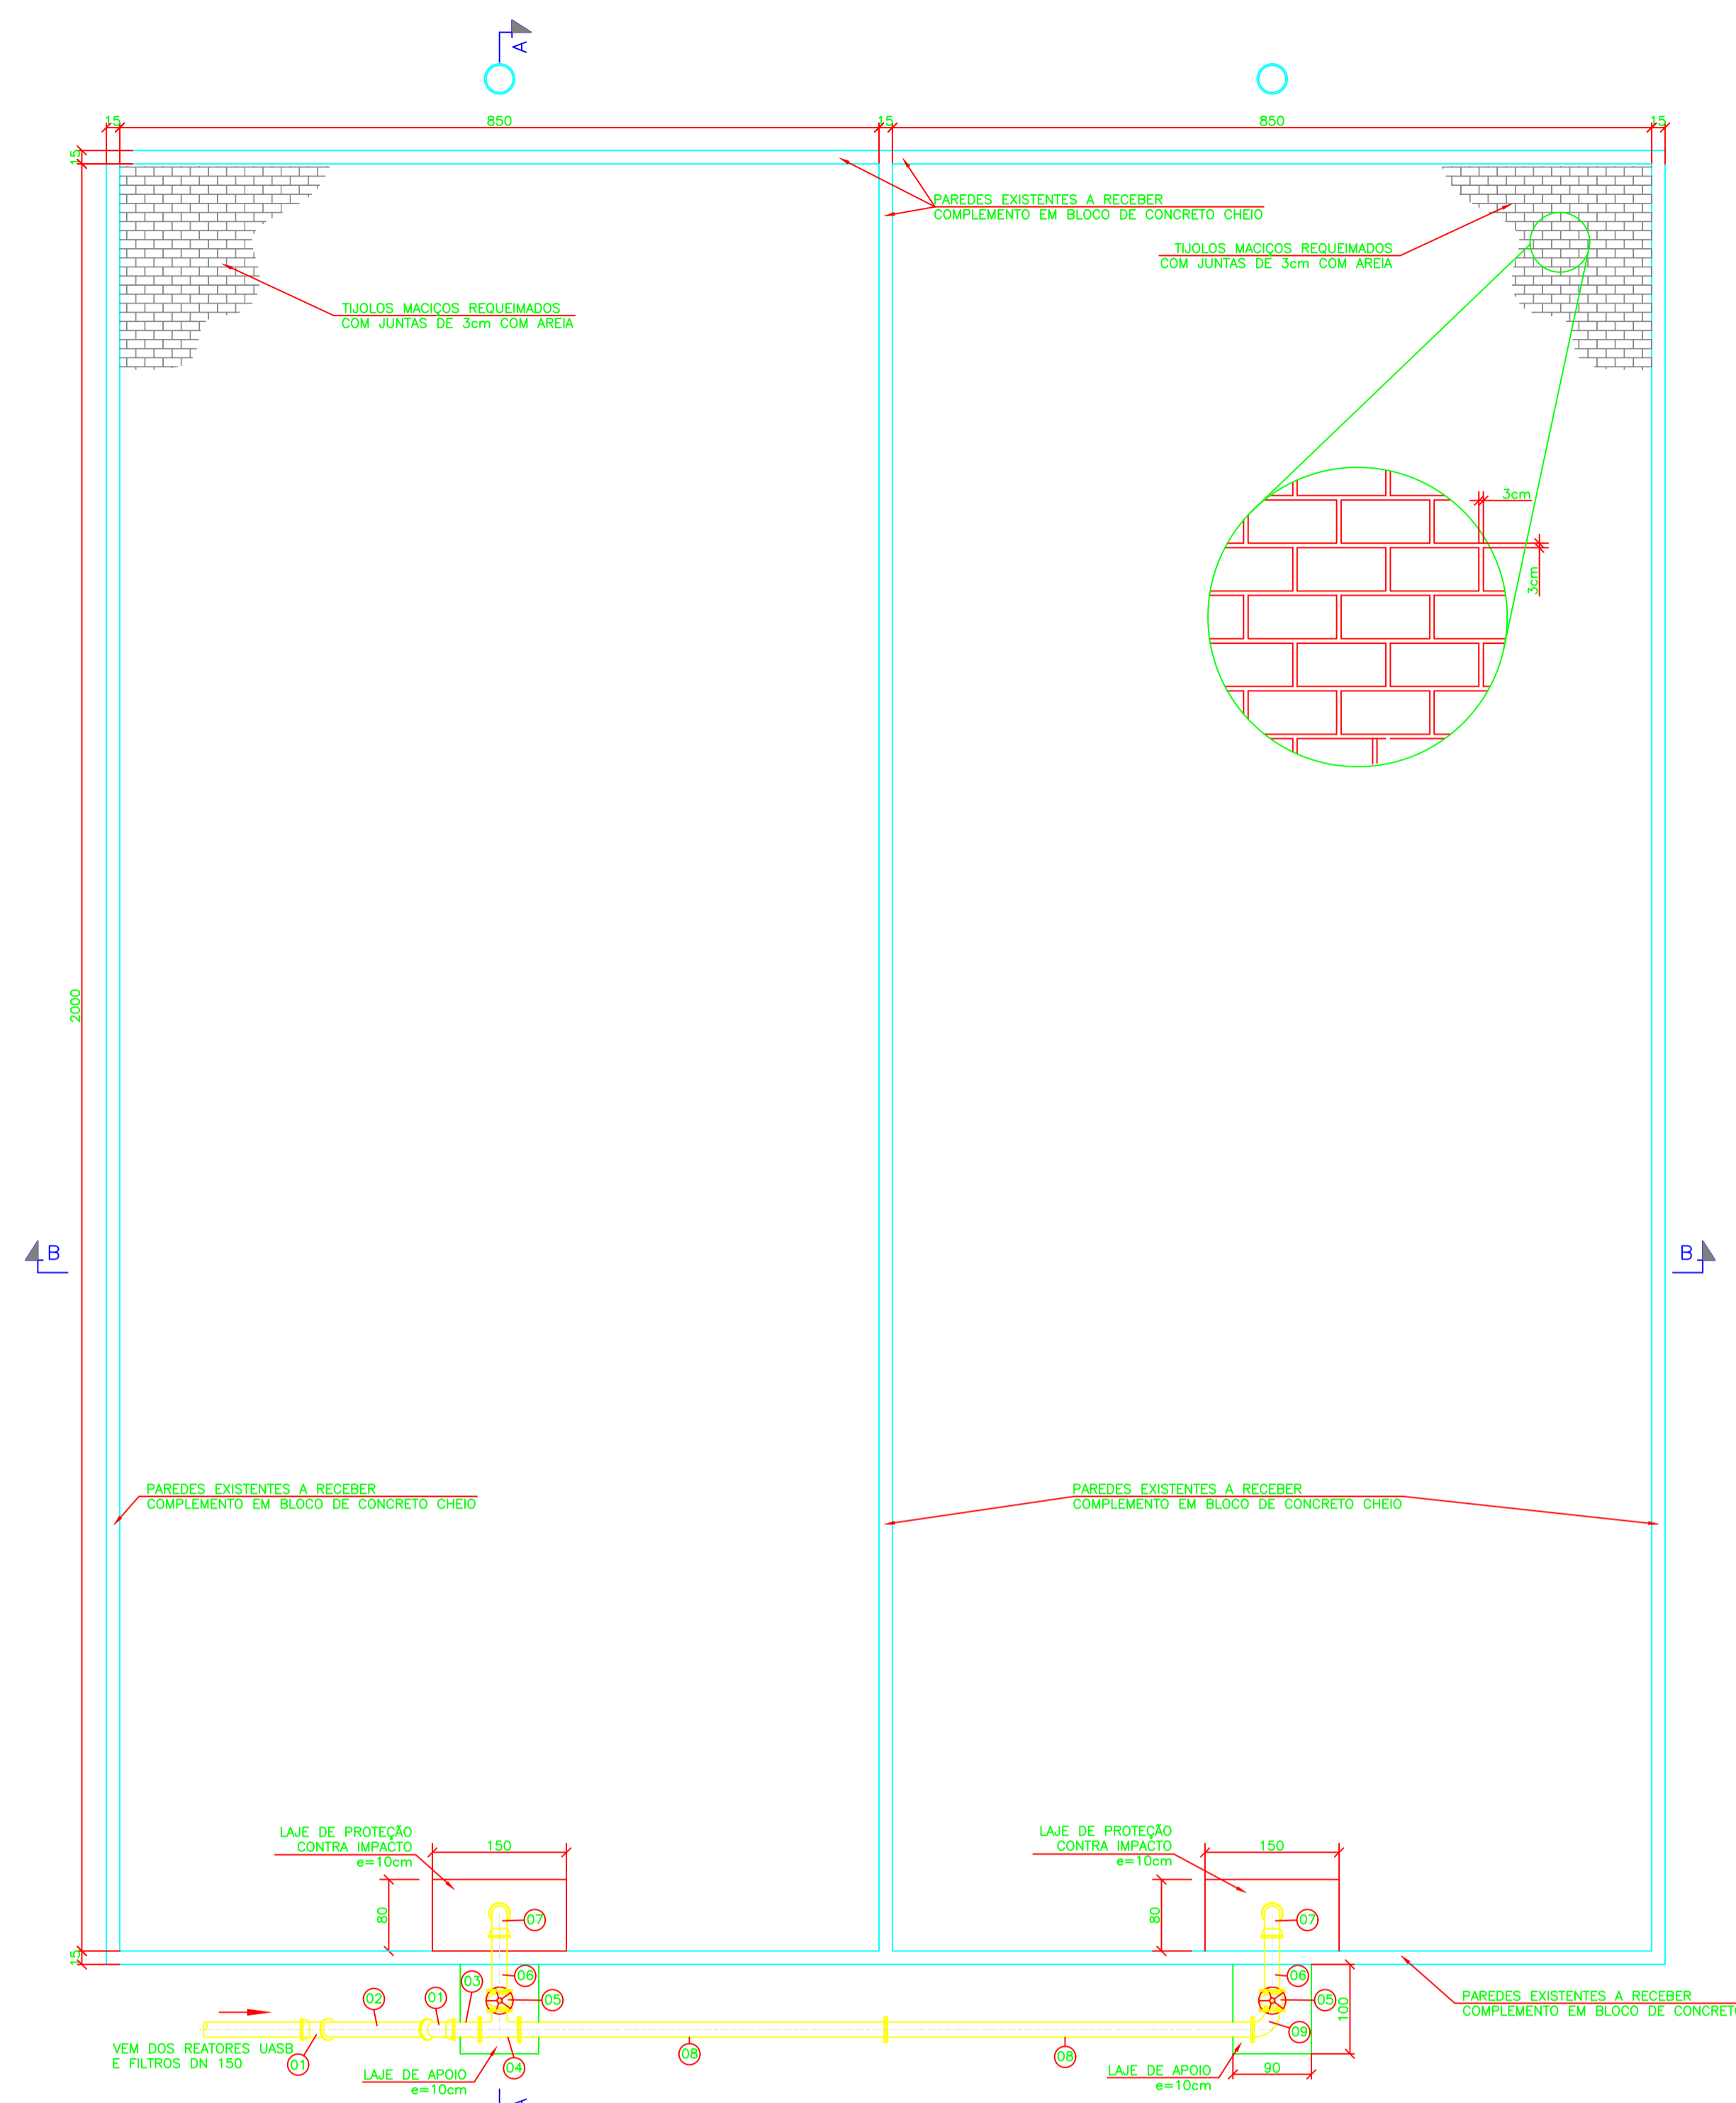 A
15
850
15
850
15
15
PAREDES EXISTENTES A RECEBER
COMPLEMENTO EM BLOCO DE CONCRETO CHEIO
TIJOLOS MACIÇOS REQUEIMADOS
COM JUNTAS DE 3cm COM AREIA
TIJOLOS MACIÇOS REQUEIMADOS
COM JUNTAS DE 3cm COM AREIA
3cm
3cm
2000
B
B
PAREDES EXISTENTES A RECEBER
COMPLEMENTO EM BLOCO DE CONCRETO CHEIO
PAREDES EXISTENTES A RECEBER
COMPLEMENTO EM BLOCO DE CONCRETO CHEIO
LAJE DE PROTEÇÃO
CONTRA IMPACTO
e=10cm
150
80
LAJE DE PROTEÇÃO
CONTRA IMPACTO
e=10cm
150
80
07
07
15
06
03
02
01
05
06
05
100
09
PAREDES EXISTENTES A RECEBER
COMPLEMENTO EM BLOCO DE CONCRETO
VEM DOS REATORES UASB
E FILTROS DN 150
01
04
08
08
LAJE DE APOIO
e=10cm
LAJE DE APOIO
e=10cm
90